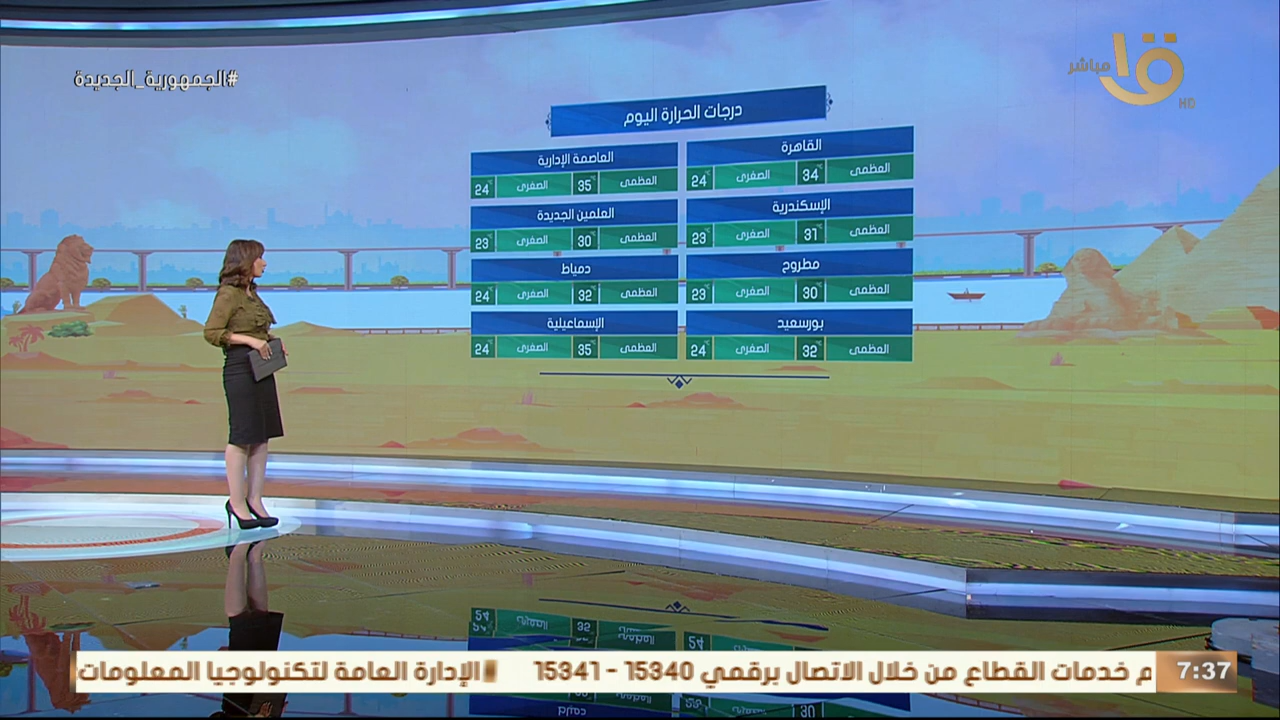 #الجمهورية_الجديدة
مباشر
HD
درجات الحرارة اليوم
القاهرة
العظمى 34 الصغرى 24
العاصمة الإدارية
العظمى 35 الصغرى 24
الإسكندرية
العظمى 31 الصغرى 23
العلمين الجديدة
العظمى 30 الصغرى 23
مطروح
العظمى 30 الصغرى 23
دمياط
العظمى 32 الصغرى 24
بورسعيد
العظمى 32 الصغرى 24
الإسماعيلية
العظمى 35 الصغرى 24
7:37
م خدمات القطاع من خلال الاتصال برقمي 15340 - 15341 الإدارة العامة لتكنولوجيا المعلومات